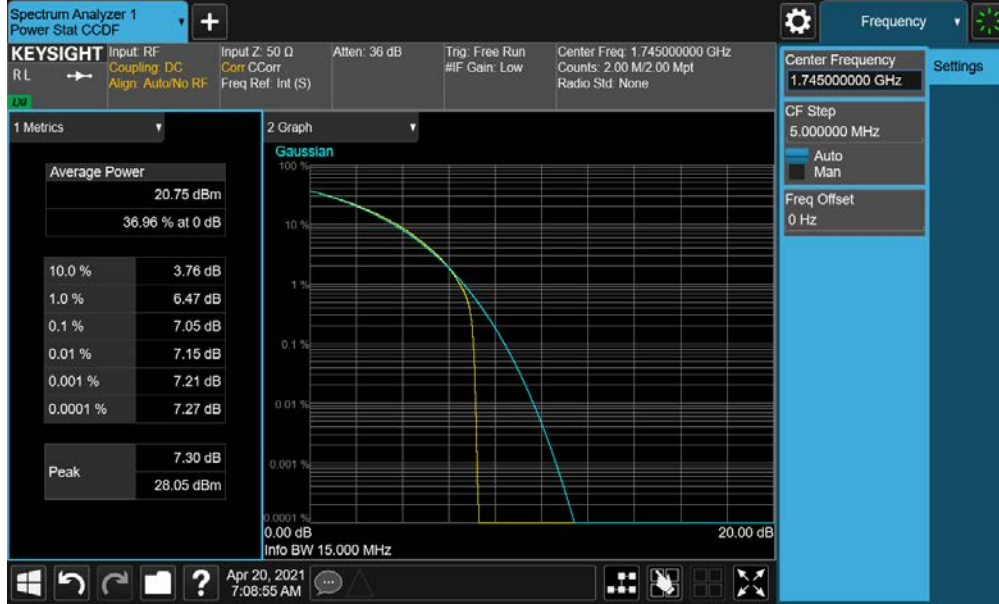 Spectrum Analyzer 1
Power Stat CCDF
+
Frequency
KEYSIGHT
RL
LXI
Input: RF
Coupling: DC
Align: Auto/No RF
Input Z: 50 Ω
Corr CCorr
Freq Ref: Int (S)
Atten: 36 dB
Trig: Free Run
#IF Gain: Low
Center Freq: 1.745000000 GHz
Counts: 2.00 M/2.00 Mpt
Radio Std: None
Center Frequency
1.745000000 GHz
Settings
CF Step
5.000000 MHz
Auto
Man
Freq Offset
0 Hz
1 Metrics
Average Power
20.75 dBm
36.96 % at 0 dB
10.0 % 3.76 dB
1.0 % 6.47 dB
0.1 % 7.05 dB
0.01 % 7.15 dB
0.001 % 7.21 dB
0.0001 % 7.27 dB
Peak
7.30 dB
28.05 dBm
2 Graph
Gaussian
100 %
10 %
1 %
0.1 %
0.01 %
0.001 %
0.0001 %
0.00 dB 20.00 dB
Info BW 15.000 MHz
?
Apr 20, 2021
7:08:55 AM